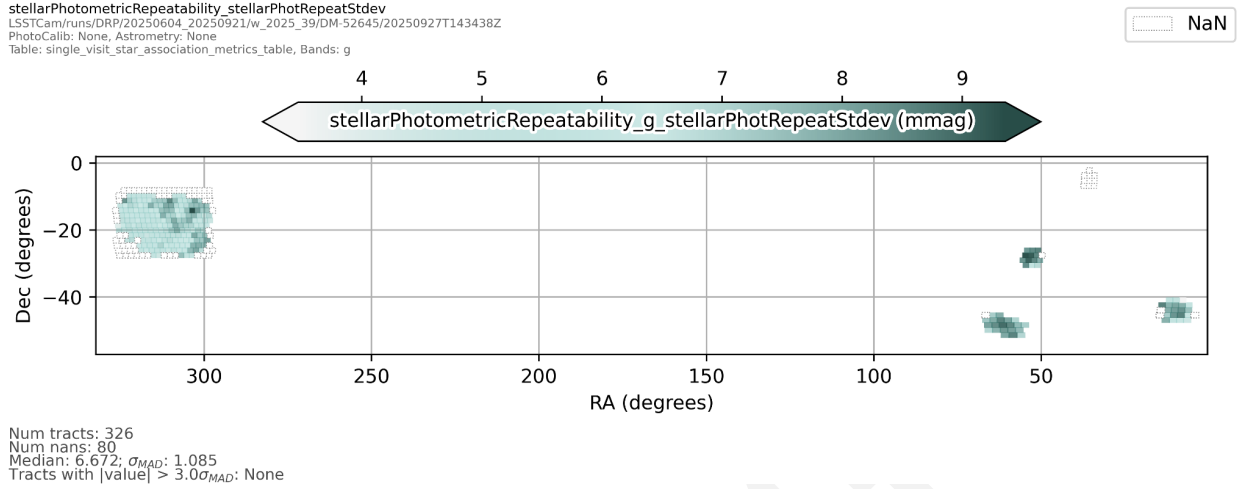 stellarPhotometricRepeatability_stellarPhotRepeatStdev
LSSTCam/runs/DRP/20250604_20250921/w_2025_39/DM-52645/20250927T143438Z
PhotoCalib: None, Astrometry: None
Table: single_visit_star_association_metrics_table, Bands: g
NaN
4 5 6 7 8 9
stellarPhotometricRepeatability_g_stellarPhotRepeatStdev (mmag)
0
−20
−40
Dec (degrees)
300 250 200 150 100 50
RA (degrees)
Num tracts: 326
Num nans: 80
Median: 6.672; σMAD: 1.085
Tracts with |value| > 3.0σMAD: None